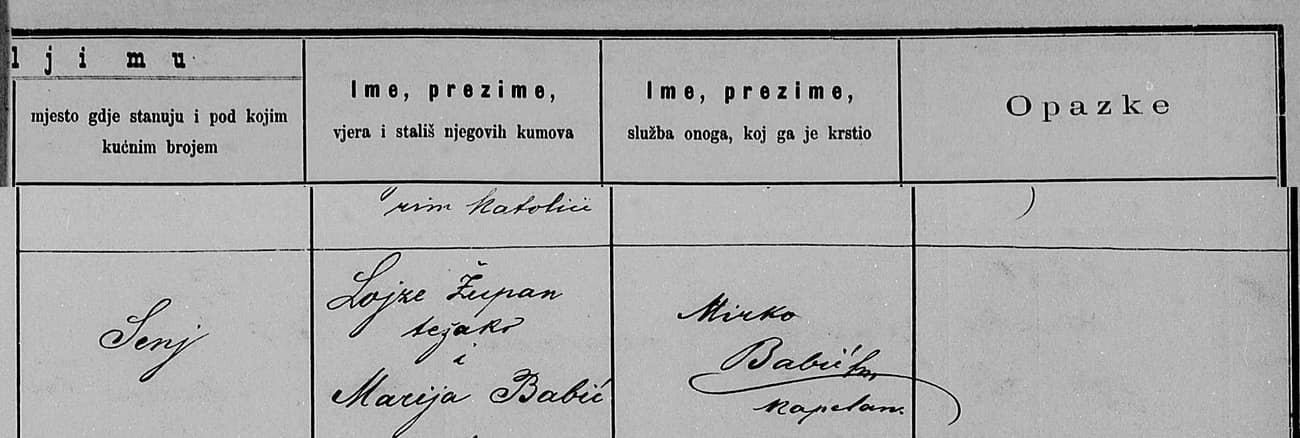 ljimu
mjesto gdje stanuju i pod kojim
kućnim brojem
Ime, prezime,
vjera i stališ njegovih kumova
Ime, prezime,
služba onoga, koj ga je krstio
Opazke
rim katolici
Senj
Lojze Župan
težak
i
Marija Babić
Mirko
Babić
kapelan.